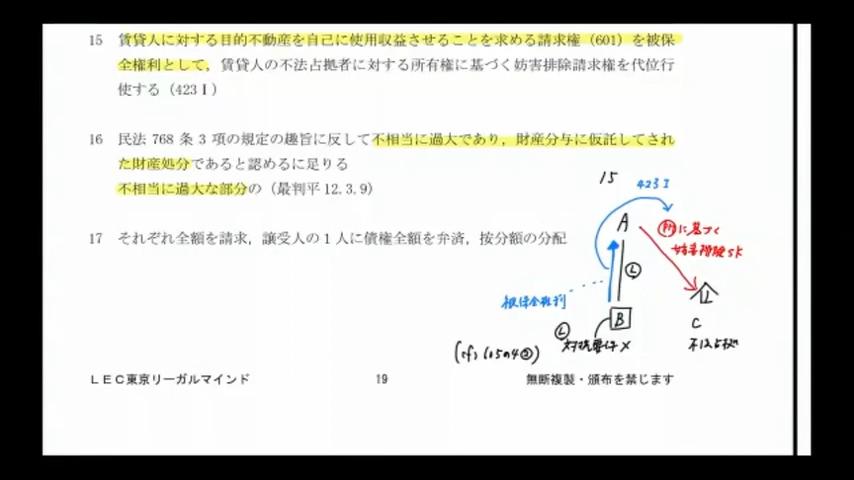 15 賃貸人に対する目的不動産を自己に使用収益させることを求める請求権（601）を被保
全権利として，賃貸人の不法占拠者に対する所有権に基づく妨害排除請求権を代位行
使する（423Ⅰ）
16 民法 768 条 3 項の規定の趣旨に反して不相当に過大であり，財産分与に仮託してされ
た財産処分であると認めるに足りる
不相当に過大な部分の（最判平 12.3.9）
17 それぞれ全額を請求，譲受人の 1 人に債権全額を弁済，按分額の分配
15
423Ⅰ
A
所に基づく
妨害排除
L
被保全権利
B
C
L
対抗要件×
不法占拠
ＬＥＣ東京リーガルマインド 19 無断複製・頒布を禁じます